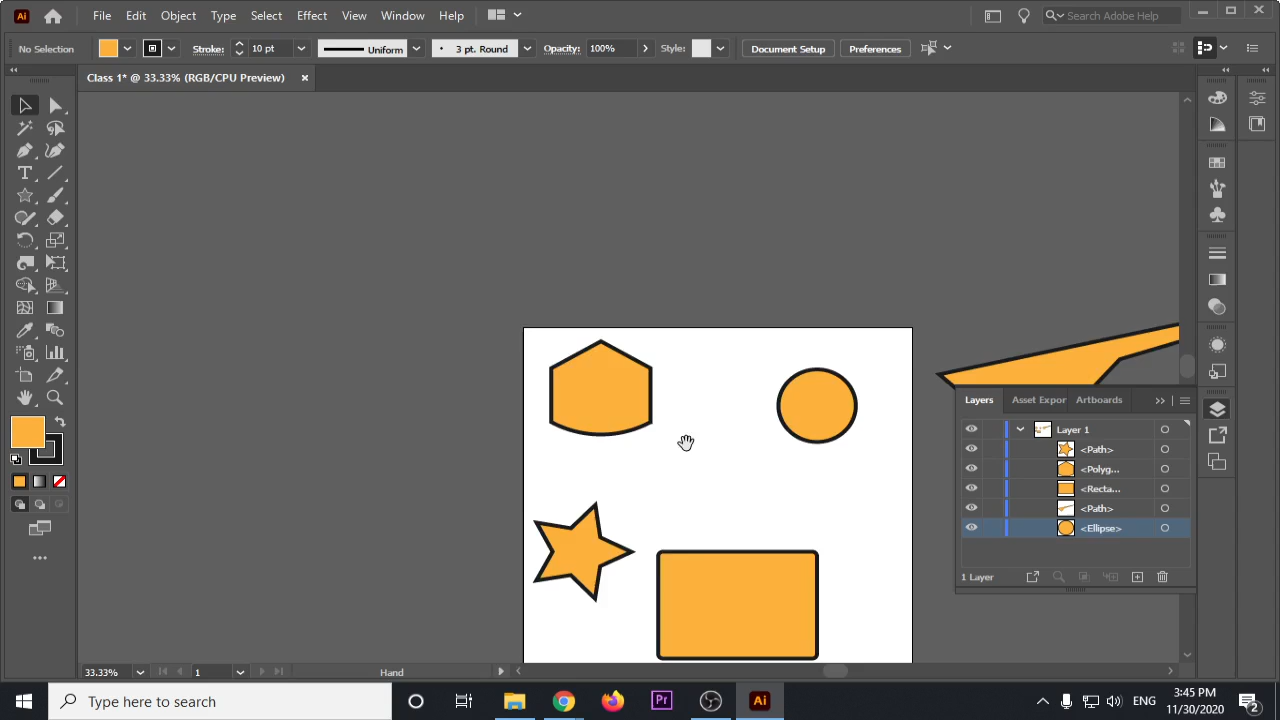 Ai File Edit Object Type Select Effect View Window Help Search Adobe Help
No Selection Stroke: 10 pt Uniform 3 pt. Round Opacity: 100% Style: Document Setup Preferences
Class 1* @ 33.33% (RGB/CPU Preview)
Layers Asset Expor Artboards
Layer 1
<Path>
<Polyg...
<Recta...
<Path>
<Ellipse>
1 Layer
33.33% 1 Hand
Type here to search Pr Ai ENG 3:45 PM
11/30/2020 2